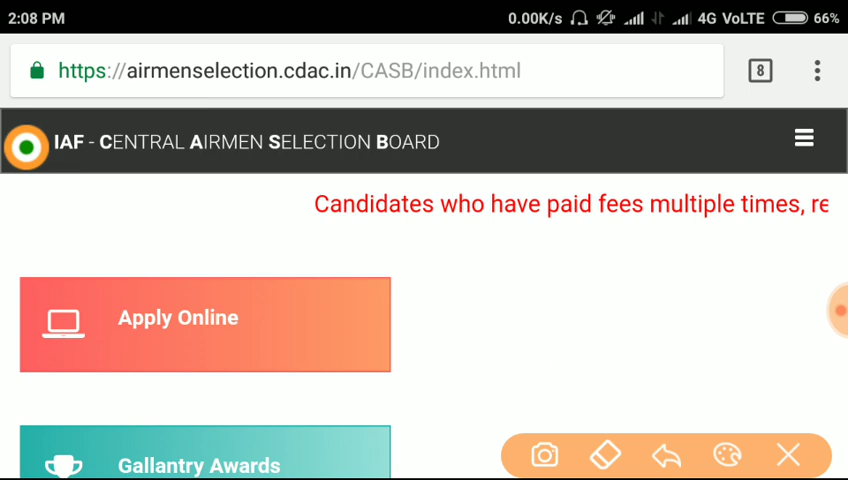 2:08 PM 0.00K/s 4G VoLTE 66%
https://airmenselection.cdac.in/CASB/index.html 8
IAF - CENTRAL AIRMEN SELECTION BOARD
Candidates who have paid fees multiple times, re
Apply Online
Gallantry Awards